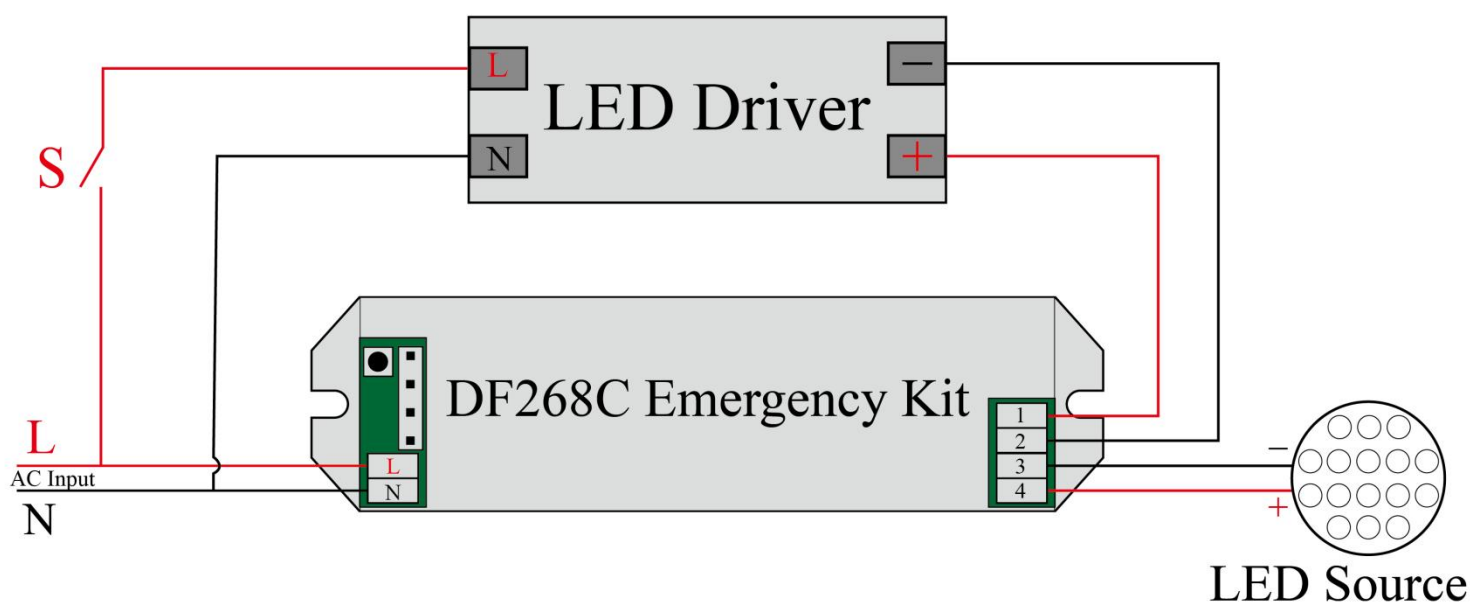 L
−
LED Driver
S
N
+
DF268C Emergency Kit
1
2
L
L
3
−
AC Input
N
4
+
N
LED Source